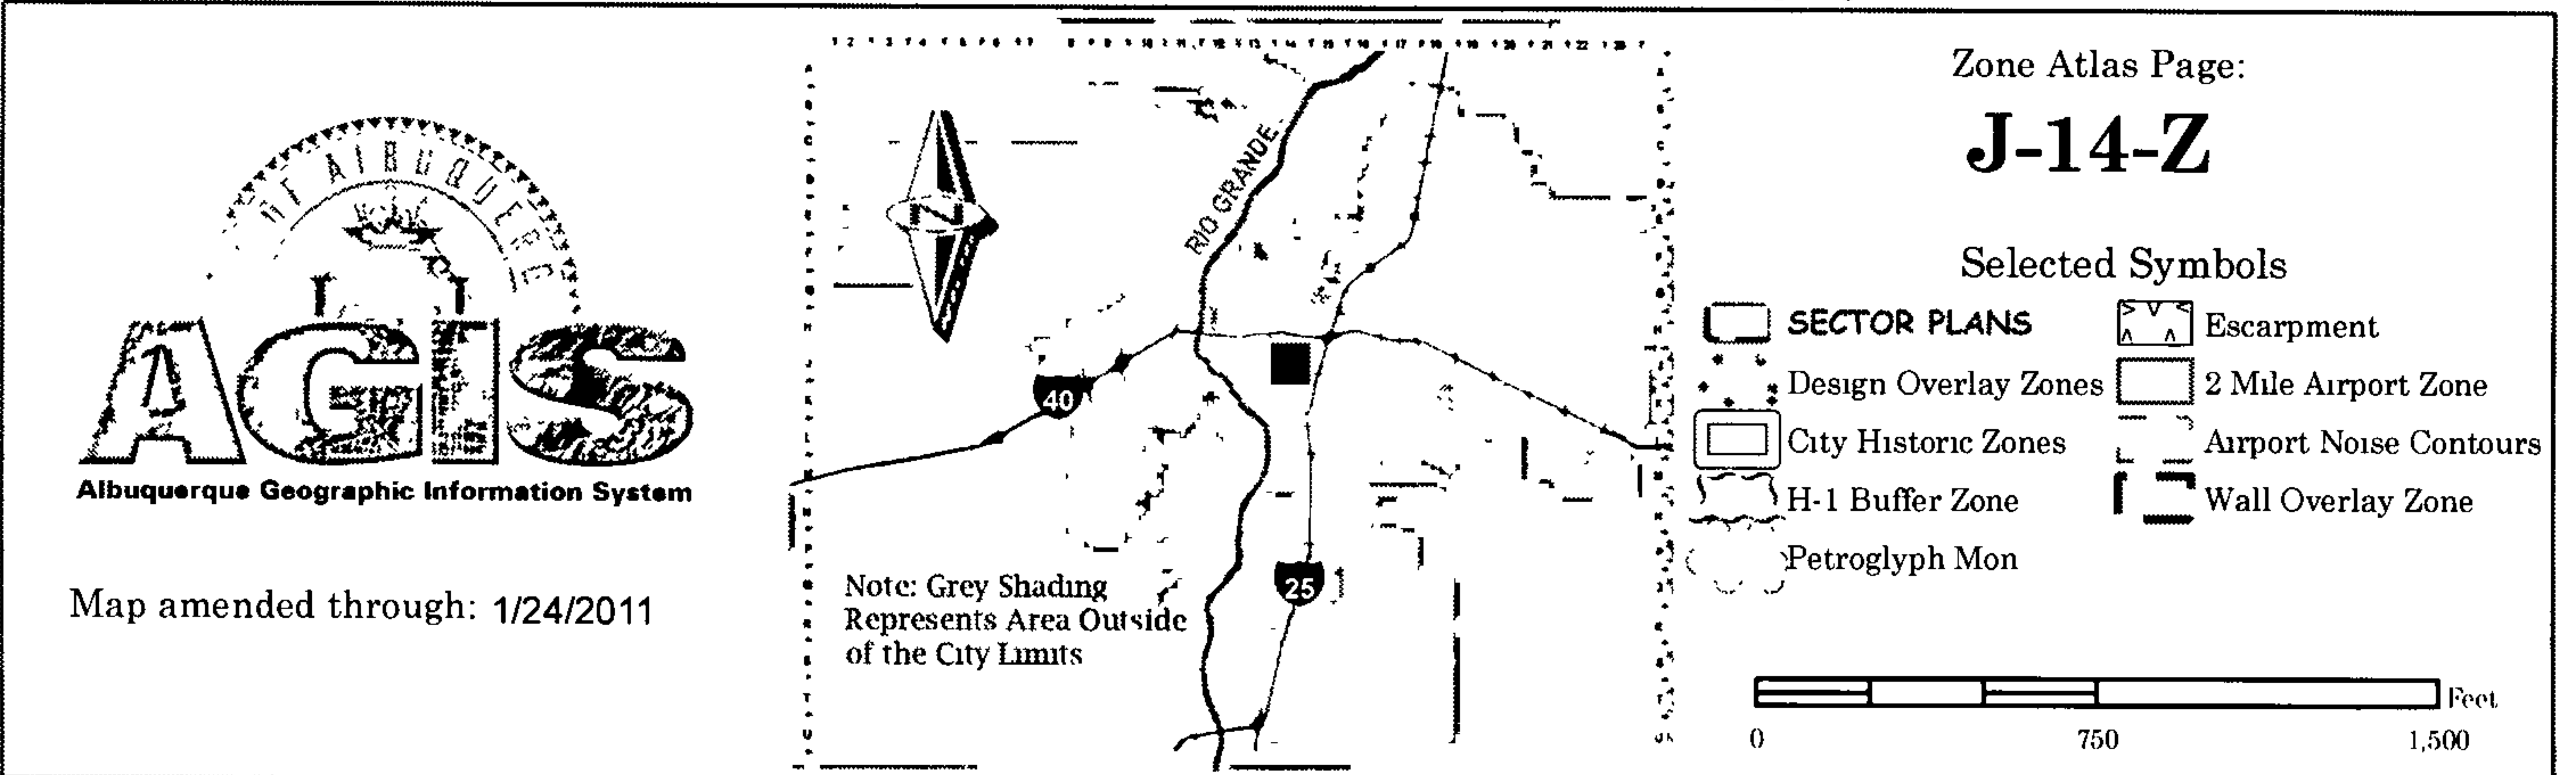 AlBUQUERQUE
AGIS
Albuquerque Geographic Information System
Map amended through: 1/24/2011
N
RIO GRANDE
40
25
Note: Grey Shading
Represents Area Outside
of the City Limits
Zone Atlas Page:
J-14-Z
Selected Symbols
SECTOR PLANS
Design Overlay Zones
City Historic Zones
H-1 Buffer Zone
Petroglyph Mon
Escarpment
2 Mile Airport Zone
Airport Noise Contours
Wall Overlay Zone
Feet
0 750 1,500